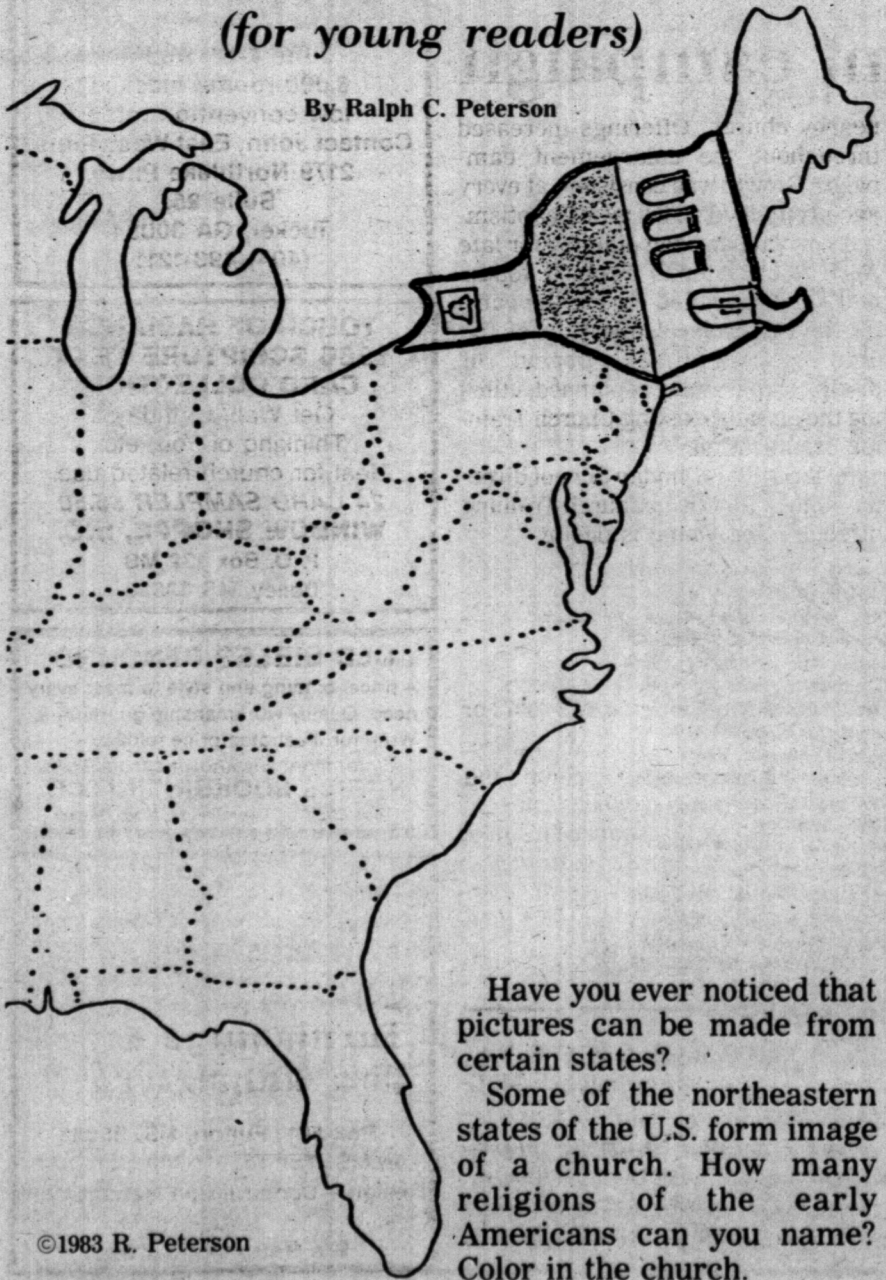 (for young readers)
By Ralph C. Peterson
Have you ever noticed that
pictures can be made from
certain states?
Some of the northeastern
states of the U.S. form image
of a church. How many
religions of the early
Americans can you name?
Color in the church.
©1983 R. Peterson